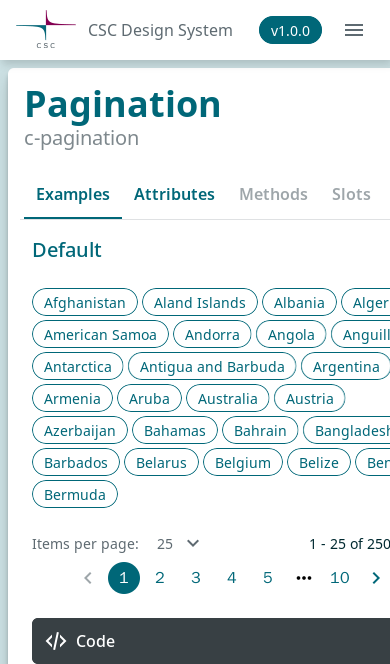 CSC
CSC Design System
v1.0.0
Pagination
c-pagination
Examples Attributes Methods Slots
Default
Afghanistan Aland Islands Albania Alger
American Samoa Andorra Angola Anguill
Antarctica Antigua and Barbuda Argentina
Armenia Aruba Australia Austria
Azerbaijan Bahamas Bahrain Bangladesh
Barbados Belarus Belgium Belize Ben
Bermuda
Items per page: 25 1 - 25 of 250
1 2 3 4 5 ••• 10
</> Code